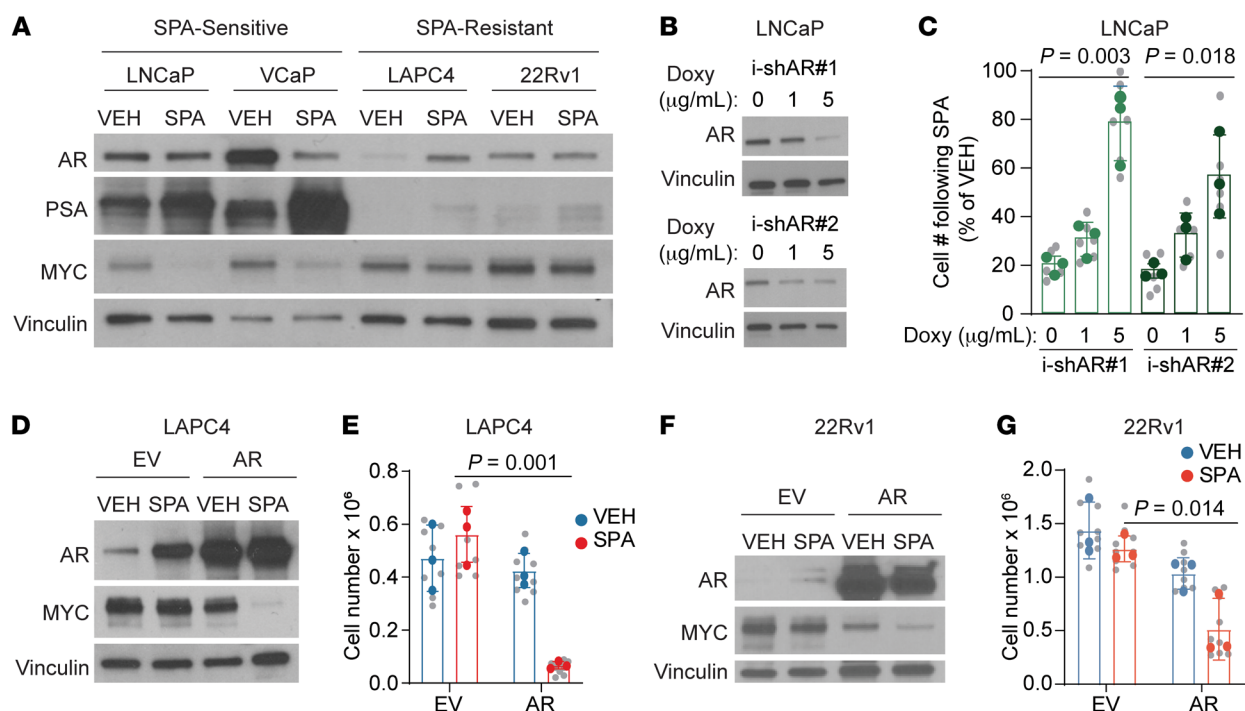 A
SPA-Sensitive SPA-Resistant
LNCaP VCaP LAPC4 22Rv1
VEH SPA VEH SPA VEH SPA VEH SPA
AR
PSA
MYC
Vinculin
B
LNCaP
Doxy i-shAR#1
(μg/mL): 0 1 5
AR
Vinculin
Doxy i-shAR#2
(μg/mL): 0 1 5
AR
Vinculin
C
LNCaP
P = 0.003 P = 0.018
Cell # following SPA
(% of VEH)
100
80
60
40
20
0
Doxy (μg/mL): 0 1 5 0 1 5
i-shAR#1 i-shAR#2
D
LAPC4
EV AR
VEH SPA VEH SPA
AR
MYC
Vinculin
E
LAPC4
P = 0.001
Cell number x 10⁶
0.8
0.6
0.4
0.2
0.0
EV AR
VEH
SPA
F
22Rv1
EV AR
VEH SPA VEH SPA
AR
MYC
Vinculin
G
22Rv1
VEH
SPA
P = 0.014
Cell number x 10⁶
2.0
1.5
1.0
0.5
0.0
EV AR